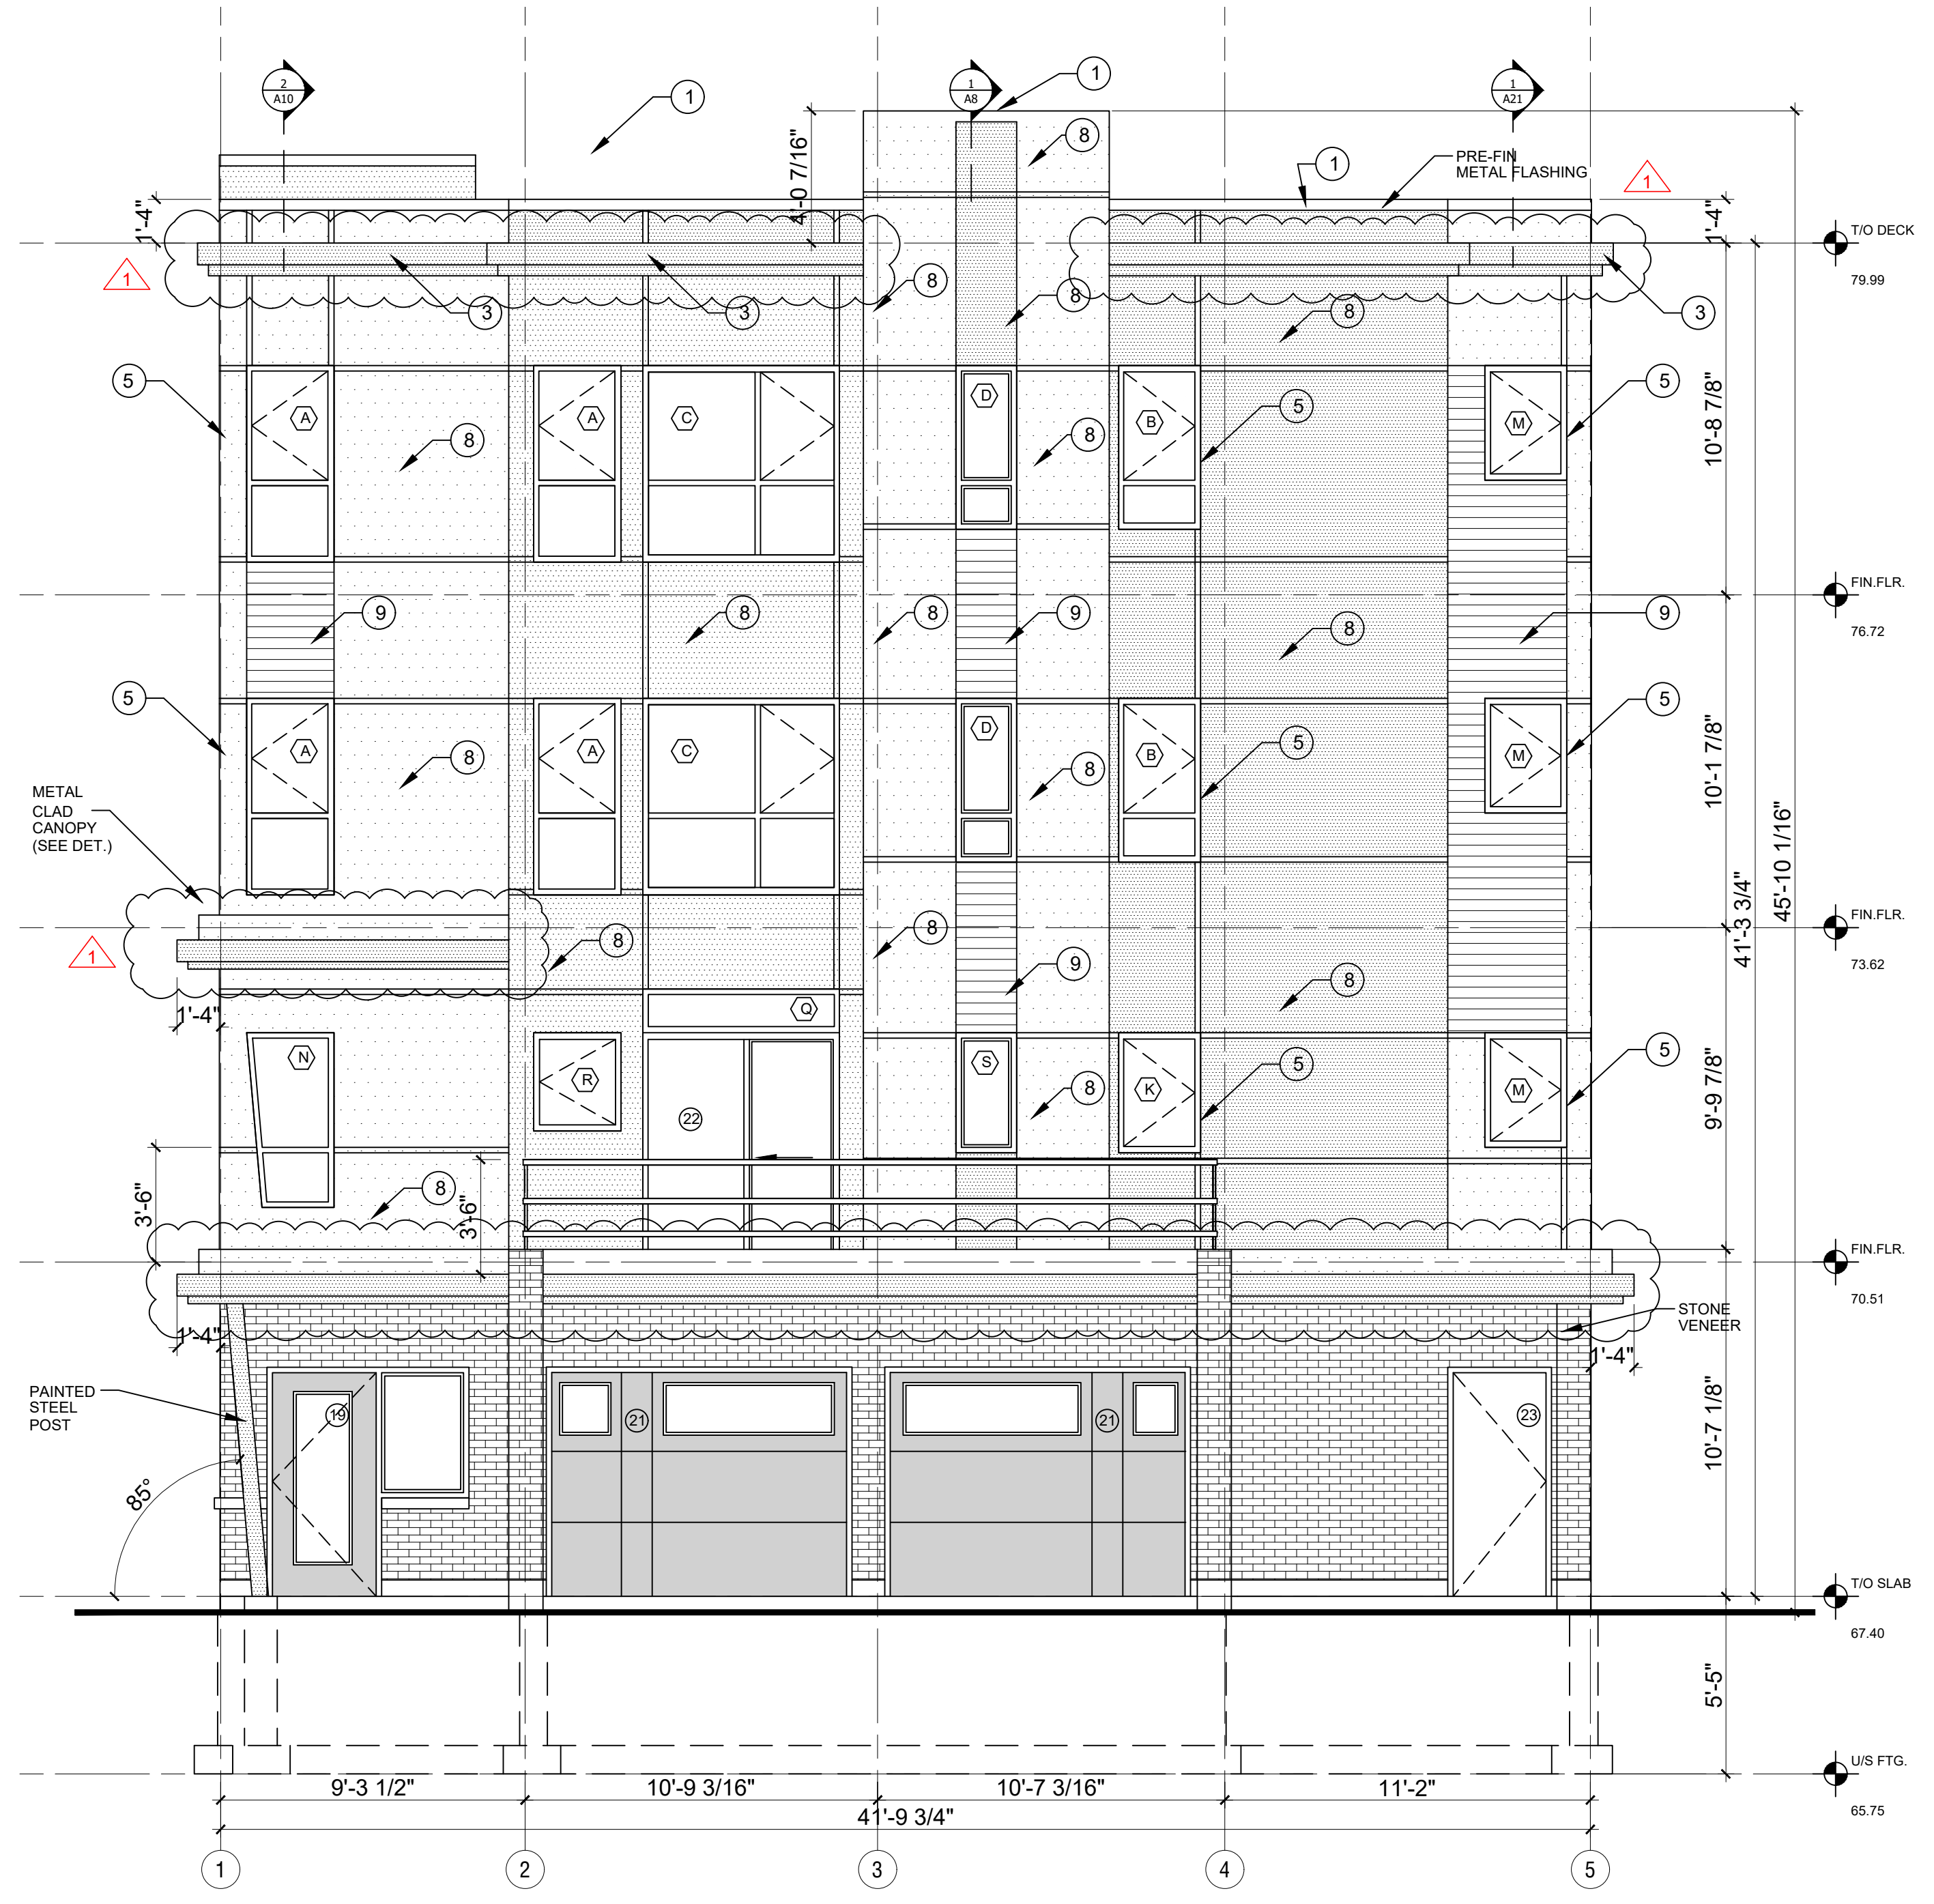 2
A10
1
1
1
A8
1
A21
8
1
PRE-FIN
METAL FLASHING
1
1'-4"
4'-0 7/16"
1'-4"
T/O DECK
79.99
1
3
3
8
8
8
3
5
A
8
A
C
D
8
B
5
M
5
10'-8 7/8"
FIN.FLR.
76.72
9
8
8
9
8
9
5
A
8
A
C
D
8
B
5
M
5
10'-1 7/8"
45'-10 1/16"
41'-3 3/4"
METAL
CLAD
CANOPY
(SEE DET.)
FIN.FLR.
73.62
1
8
8
9
8
1'-4"
Q
N
R
22
S
8
K
5
M
5
9'-9 7/8"
3'-6"
8
3'-6"
FIN.FLR.
70.51
STONE
VENEER
1'-4"
1'-4"
PAINTED
STEEL
POST
19
21
21
23
10'-7 1/8"
85°
T/O SLAB
67.40
5'-5"
U/S FTG.
65.75
9'-3 1/2"
10'-9 3/16"
10'-7 3/16"
11'-2"
41'-9 3/4"
1
2
3
4
5